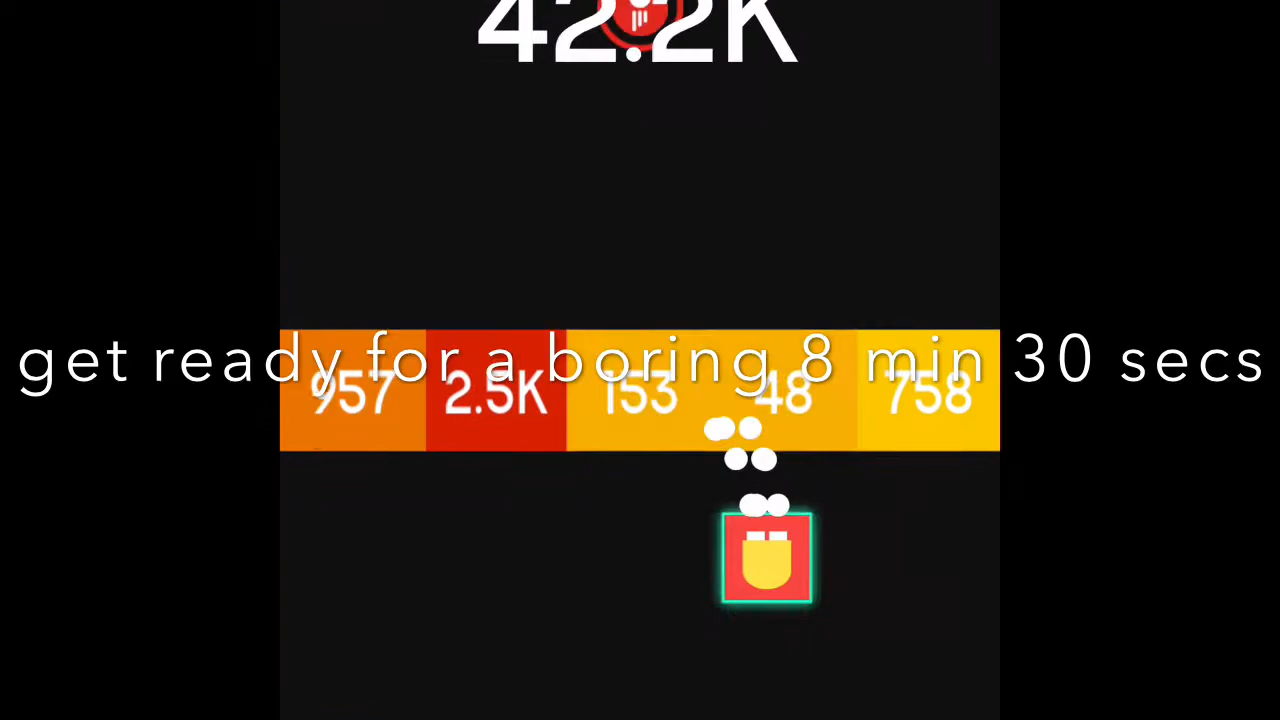 42.2K
get ready for a boring 8 min 30 secs
957 2.5K 153 48 758